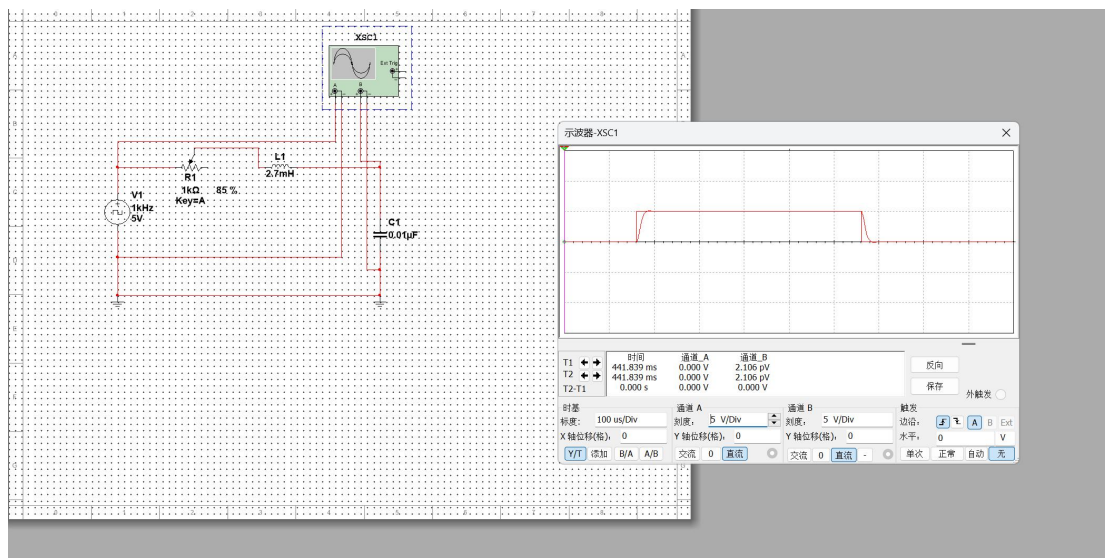 XSC1
Ext Trig
A
B
R1
1kΩ
85 %
Key=A
L1
2.7mH
V1
1kHz
5V
C1
0.01µF
示波器-XSC1
×
T1
T2
T2-T1
时间 通道_A 通道_B
441.839 ms 0.000 V 2.106 pV
441.839 ms 0.000 V 2.106 pV
0.000 s 0.000 V 0.000 V
反向
保存
外触发
时基
标度: 100 us/Div
X 轴位移(格): 0
Y/T 添加 B/A A/B
通道 A
刻度: 5 V/Div
Y 轴位移(格): 0
交流 0 直流
通道 B
刻度: 5 V/Div
Y 轴位移(格): 0
交流 0 直流 -
触发
边沿: A B Ext
水平: 0 V
单次 正常 自动 无